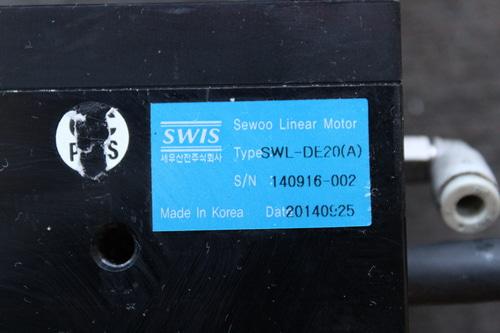 SWIS
세우산전주식회사
Sewoo Linear Motor
Type SWL-DE20(A)
S/N 140916-002
Made In Korea Date 20140925